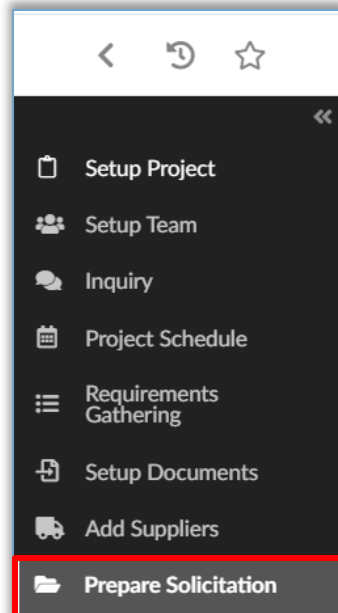 Setup Project
Setup Team
Inquiry
Project Schedule
Requirements
Gathering
Setup Documents
Add Suppliers
Prepare Solicitation